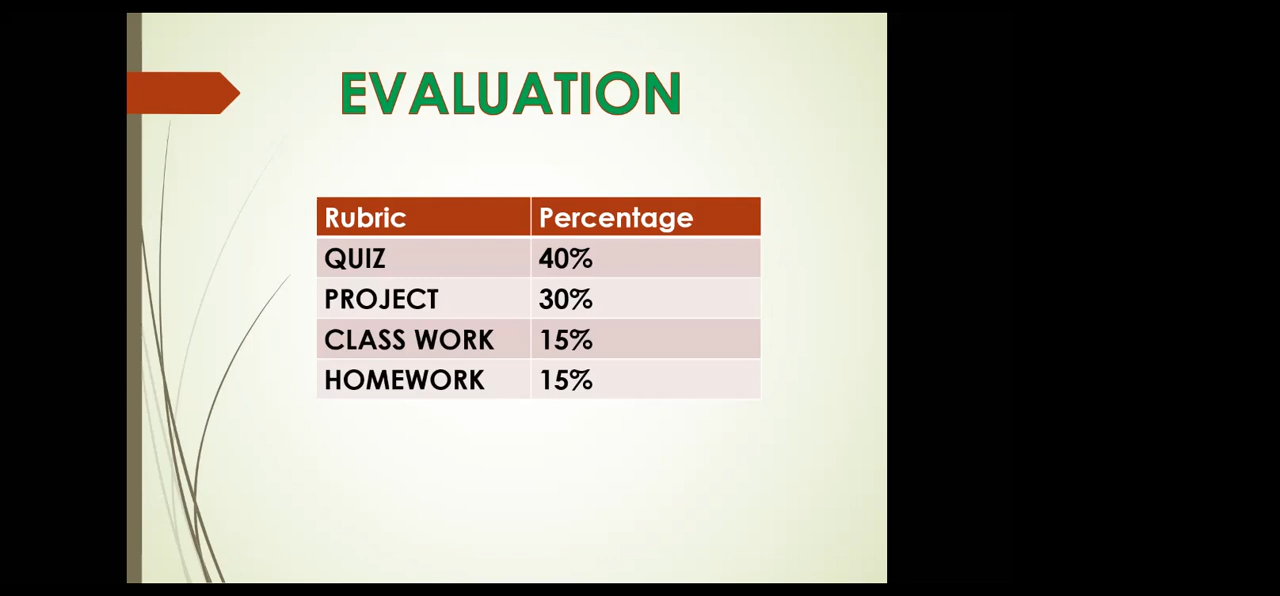 EVALUATION
Rubric Percentage
QUIZ 40%
PROJECT 30%
CLASS WORK 15%
HOMEWORK 15%